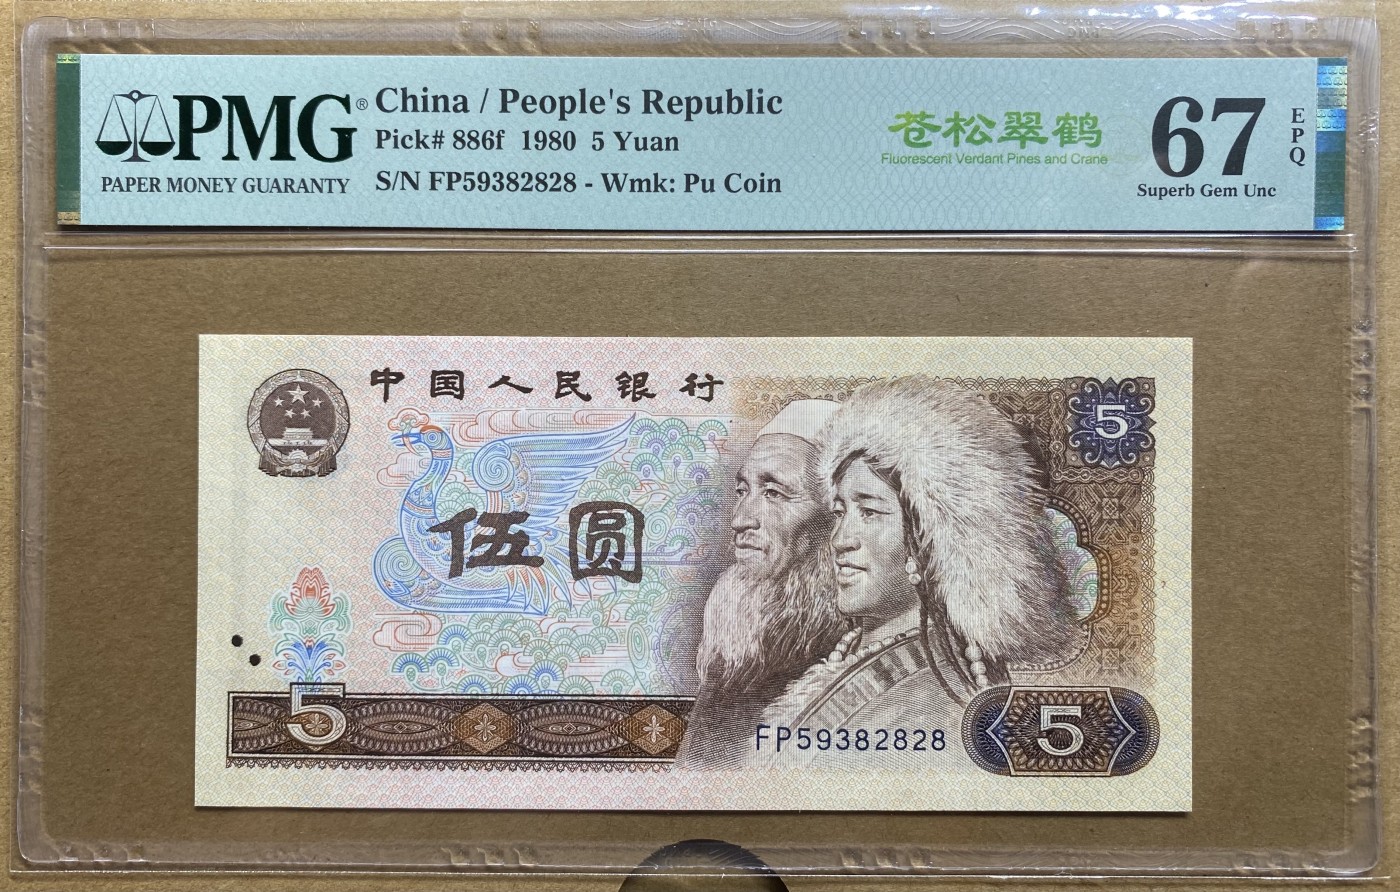 PMG®
PAPER MONEY GUARANTY
China / People's Republic
Pick# 886f 1980 5 Yuan
S/N FP59382828 - Wmk: Pu Coin
苍松翠鹤
Fluorescent Verdant Pines and Crane
67 EPQ
Superb Gem Unc
中国人民银行
5
伍圆
5
FP59382828
5